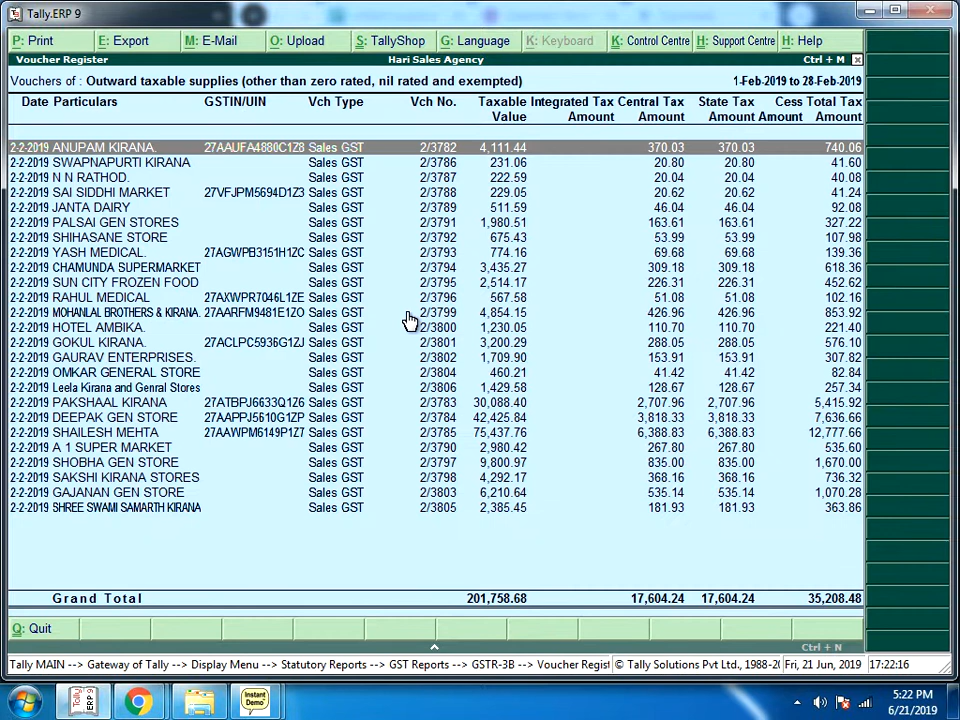 Tally.ERP 9
P: Print E: Export M: E-Mail O: Upload S: TallyShop G: Language K: Keyboard K: Control Centre H: Support Centre H: Help
Voucher Register Hari Sales Agency Ctrl + M
Vouchers of : Outward taxable supplies (other than zero rated, nil rated and exempted) 1-Feb-2019 to 28-Feb-2019
Date Particulars GSTIN/UIN Vch Type Vch No. Taxable Integrated Tax Central Tax State Tax Cess Total Tax
Value Amount Amount Amount Amount Amount
2-2-2019 ANUPAM KIRANA. 27AAUFA4880C1Z8 Sales GST 2/3782 4,111.44 370.03 370.03 740.06
2-2-2019 SWAPNAPURTI KIRANA Sales GST 2/3786 231.06 20.80 20.80 41.60
2-2-2019 N N RATHOD. Sales GST 2/3787 222.59 20.04 20.04 40.08
2-2-2019 SAI SIDDHI MARKET 27VFJPM5694D1Z3 Sales GST 2/3788 229.05 20.62 20.62 41.24
2-2-2019 JANTA DAIRY Sales GST 2/3789 511.59 46.04 46.04 92.08
2-2-2019 PALSAI GEN STORES Sales GST 2/3791 1,980.51 163.61 163.61 327.22
2-2-2019 SHIHASANE STORE Sales GST 2/3792 675.43 53.99 53.99 107.98
2-2-2019 YASH MEDICAL. 27AGWPB3151H1ZC Sales GST 2/3793 774.16 69.68 69.68 139.36
2-2-2019 CHAMUNDA SUPERMARKET Sales GST 2/3794 3,435.27 309.18 309.18 618.36
2-2-2019 SUN CITY FROZEN FOOD Sales GST 2/3795 2,514.17 226.31 226.31 452.62
2-2-2019 RAHUL MEDICAL 27AXWPR7046L1ZE Sales GST 2/3796 567.58 51.08 51.08 102.16
2-2-2019 MOHANLAL BROTHERS & KIRANA. 27AARFM9481E1ZO Sales GST 2/3799 4,854.15 426.96 426.96 853.92
2-2-2019 HOTEL AMBIKA. Sales GST 2/3800 1,230.05 110.70 110.70 221.40
2-2-2019 GOKUL KIRANA. 27ACLPC5936G1ZJ Sales GST 2/3801 3,200.29 288.05 288.05 576.10
2-2-2019 GAURAV ENTERPRISES. Sales GST 2/3802 1,709.90 153.91 153.91 307.82
2-2-2019 OMKAR GENERAL STORE Sales GST 2/3804 460.21 41.42 41.42 82.84
2-2-2019 Leela Kirana and Genral Stores Sales GST 2/3806 1,429.58 128.67 128.67 257.34
2-2-2019 PAKSHAAL KIRANA 27ATBPJ6633Q1Z6 Sales GST 2/3783 30,088.40 2,707.96 2,707.96 5,415.92
2-2-2019 DEEPAK GEN STORE 27AAPPJ5610G1ZP Sales GST 2/3784 42,425.84 3,818.33 3,818.33 7,636.66
2-2-2019 SHAILESH MEHTA 27AAWPM6149P1Z7 Sales GST 2/3785 75,437.76 6,388.83 6,388.83 12,777.66
2-2-2019 A 1 SUPER MARKET Sales GST 2/3790 2,980.42 267.80 267.80 535.60
2-2-2019 SHOBHA GEN STORE Sales GST 2/3797 9,800.97 835.00 835.00 1,670.00
2-2-2019 SAKSHI KIRANA STORES Sales GST 2/3798 4,292.17 368.16 368.16 736.32
2-2-2019 GAJANAN GEN STORE Sales GST 2/3803 6,210.64 535.14 535.14 1,070.28
2-2-2019 SHREE SWAMI SAMARTH KIRANA Sales GST 2/3805 2,385.45 181.93 181.93 363.86
Grand Total 201,758.68 17,604.24 17,604.24 35,208.48
Q: Quit
Ctrl + N
Tally MAIN --> Gateway of Tally --> Display Menu --> Statutory Reports --> GST Reports --> GSTR-3B --> Voucher Regist © Tally Solutions Pvt Ltd., 1988-20 Fri, 21 Jun, 2019 17:22:16
Tally ERP 9 Instant Demo 5:22 PM
6/21/2019